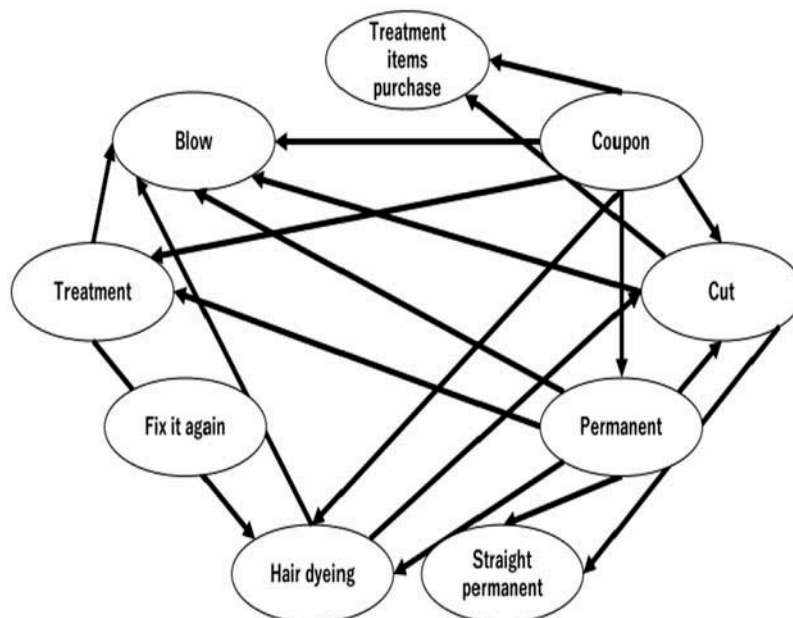 Treatment
items
purchase
Blow
Coupon
Treatment
Cut
Fix it again
Permanent
Hair dyeing
Straight
permanent